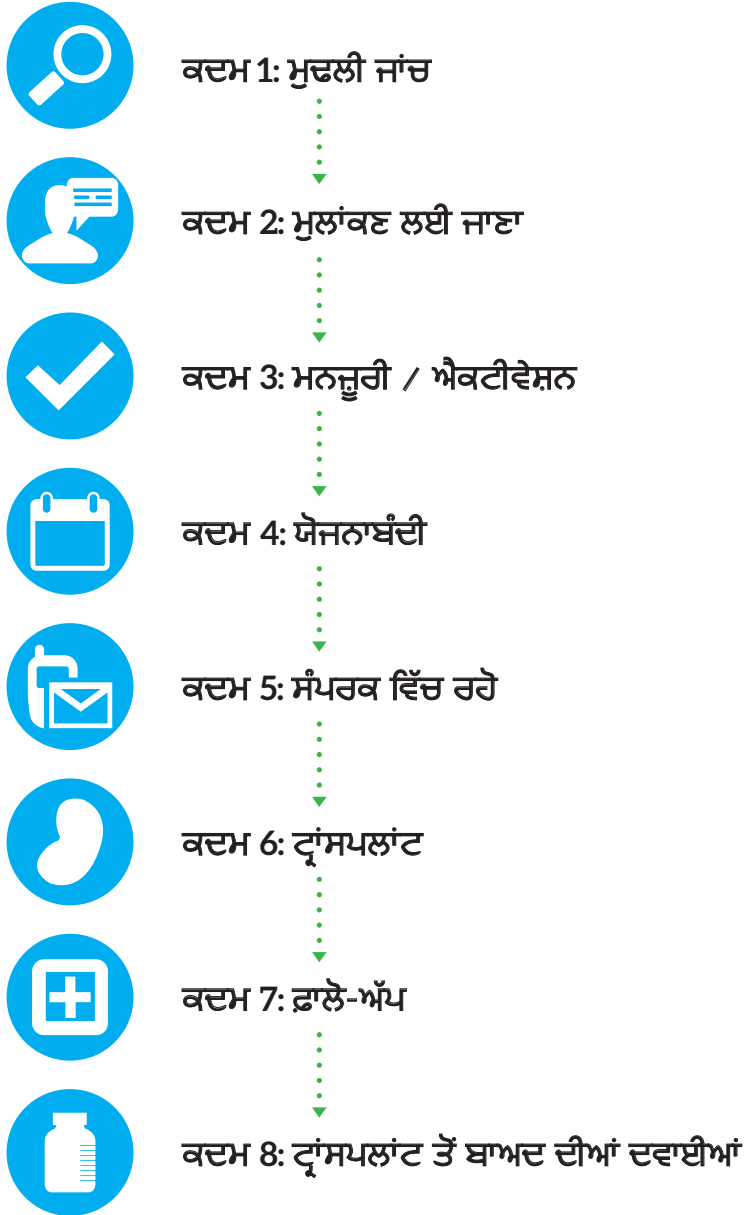 ਕਦਮ 1: ਮੁਢਲੀ ਜਾਂਚ
ਕਦਮ 2: ਮੁਲਾਂਕਣ ਲਈ ਜਾਣਾ
ਕਦਮ 3: ਮਨਜ਼ੂਰੀ / ਐਕਟੀਵੇਸ਼ਨ
ਕਦਮ 4: ਯੋਜਨਾਬੰਦੀ
ਕਦਮ 5: ਸੰਪਰਕ ਵਿੱਚ ਰਹੋ
ਕਦਮ 6: ਟ੍ਰਾਂਸਪਲਾਂਟ
ਕਦਮ 7: ਫ਼ਾਲੋ-ਅੱਪ
ਕਦਮ 8: ਟ੍ਰਾਂਸਪਲਾਂਟ ਤੋਂ ਬਾਅਦ ਦੀਆਂ ਦਵਾਈਆਂ